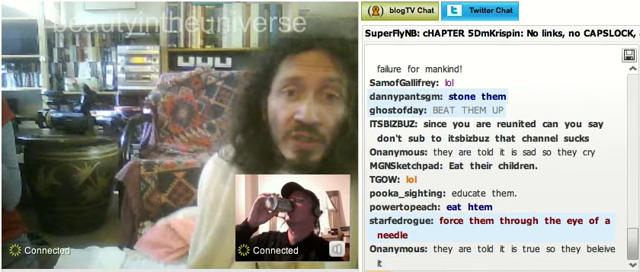 beautyintheuniverse
Connected
Connected
blogTV Chat
Twitter Chat
SuperFlyNB: cHAPTER 5DmKrispin: No links, no CAPSLOCK,
failure for mankind!
SamofGallifrey: lol
dannypantsgm: stone them
ghostofday: BEAT THEM UP
ITSBIZBUZ: since you are reunited can you say
don't sub to itsbizbuz that channel sucks
Onanymous: they are told it is sad so they cry
MGNSketchpad: Eat their children.
TGOW: lol
pooka_sighting: educate them.
powertopeach: eat htem
starfedrogue: force them through the eye of a
needle
Onanymous: they are told it is true so they beleive
it